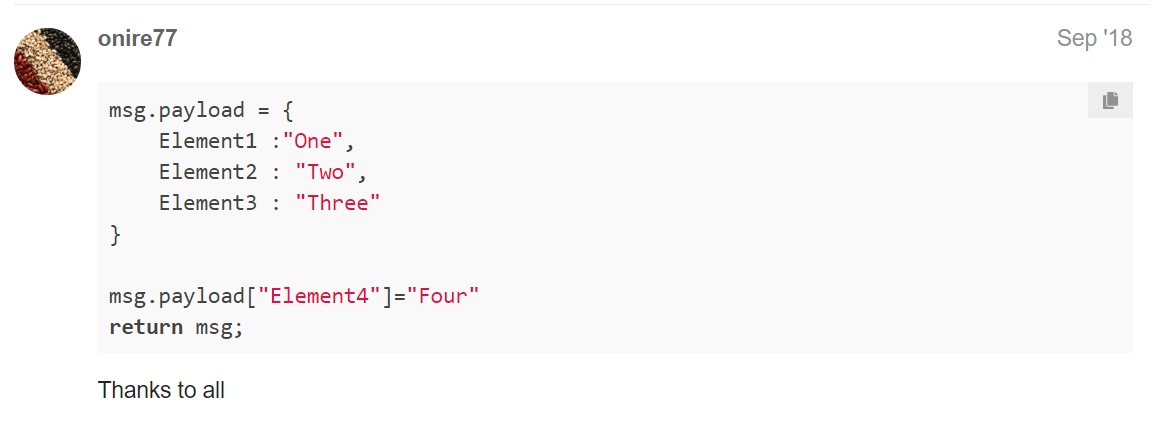 onire77
Sep '18
msg.payload = {
    Element1 :"One",
    Element2 : "Two",
    Element3 : "Three"
}
msg.payload["Element4"]="Four"
return msg;
Thanks to all